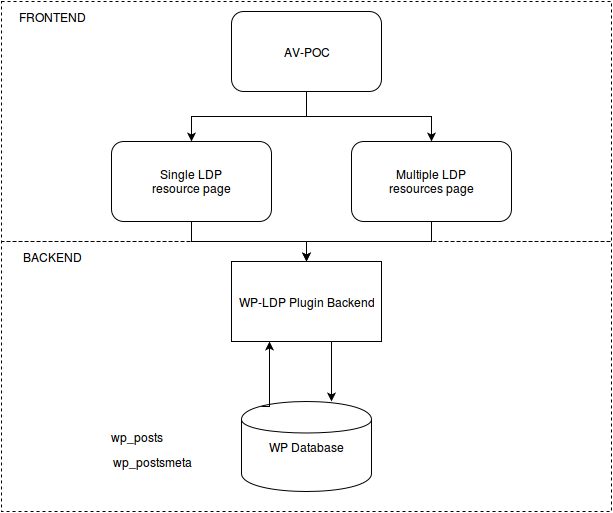 FRONTEND
AV-POC
Single LDP
resource page
Multiple LDP
resources page
BACKEND
WP-LDP Plugin Backend
wp_posts
WP Database
wp_postsmeta